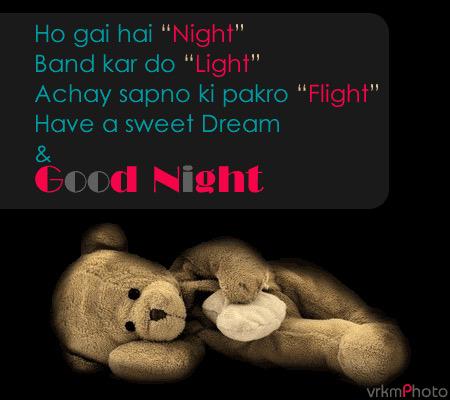 Ho gai hai “Night”
Band kar do “Light”
Achay sapno ki pakro “Flight”
Have a sweet Dream
&
Good Night
vrkmPhoto